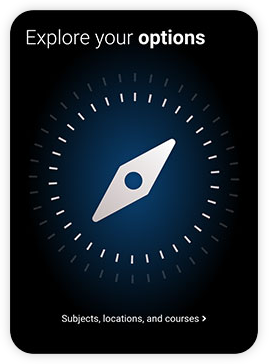 Explore your options
Subjects, locations, and courses >